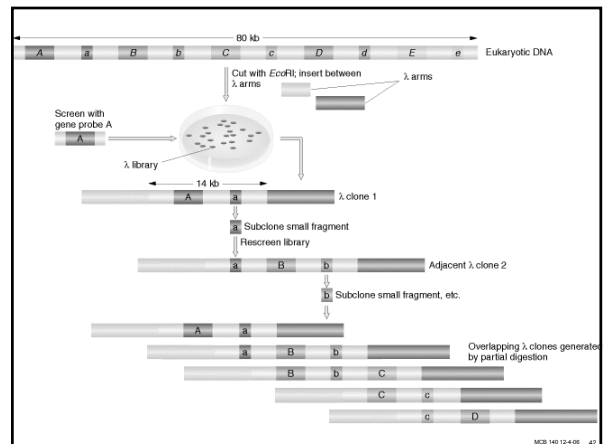 80 kb
A a B b C c D d E e Eukaryotic DNA
Cut with EcoRI; insert between
λ arms
λ arms
Screen with
gene probe A
A
λ library
14 kb
A a λ clone 1
a Subclone small fragment
Rescreen library
a B b Adjacent λ clone 2
b Subclone small fragment, etc.
A a
Overlapping λ clones generated
by partial digestion
a B b
B b C
C c
c D
MCB 140 12-4-06 42